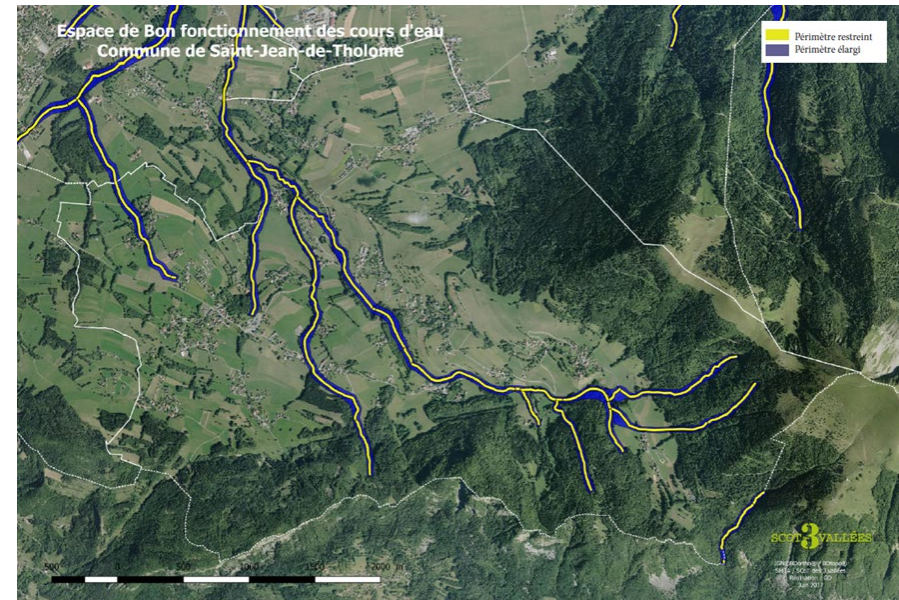 Espace de Bon fonctionnement des cours d'eau
Commune de Saint-Jean-de-Tholome
Périmètre restreint
Périmètre élargi
500 0 500 1000 1500 2000 m
SCOT 3 VALLÉES
Juin 2017